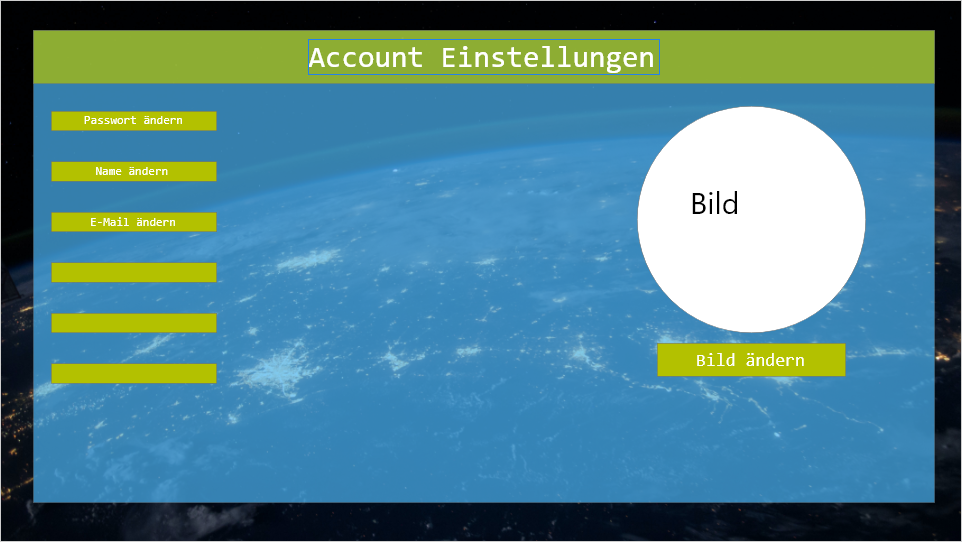 Account Einstellungen
Passwort ändern
Name ändern
E-Mail ändern
Bild
Bild ändern